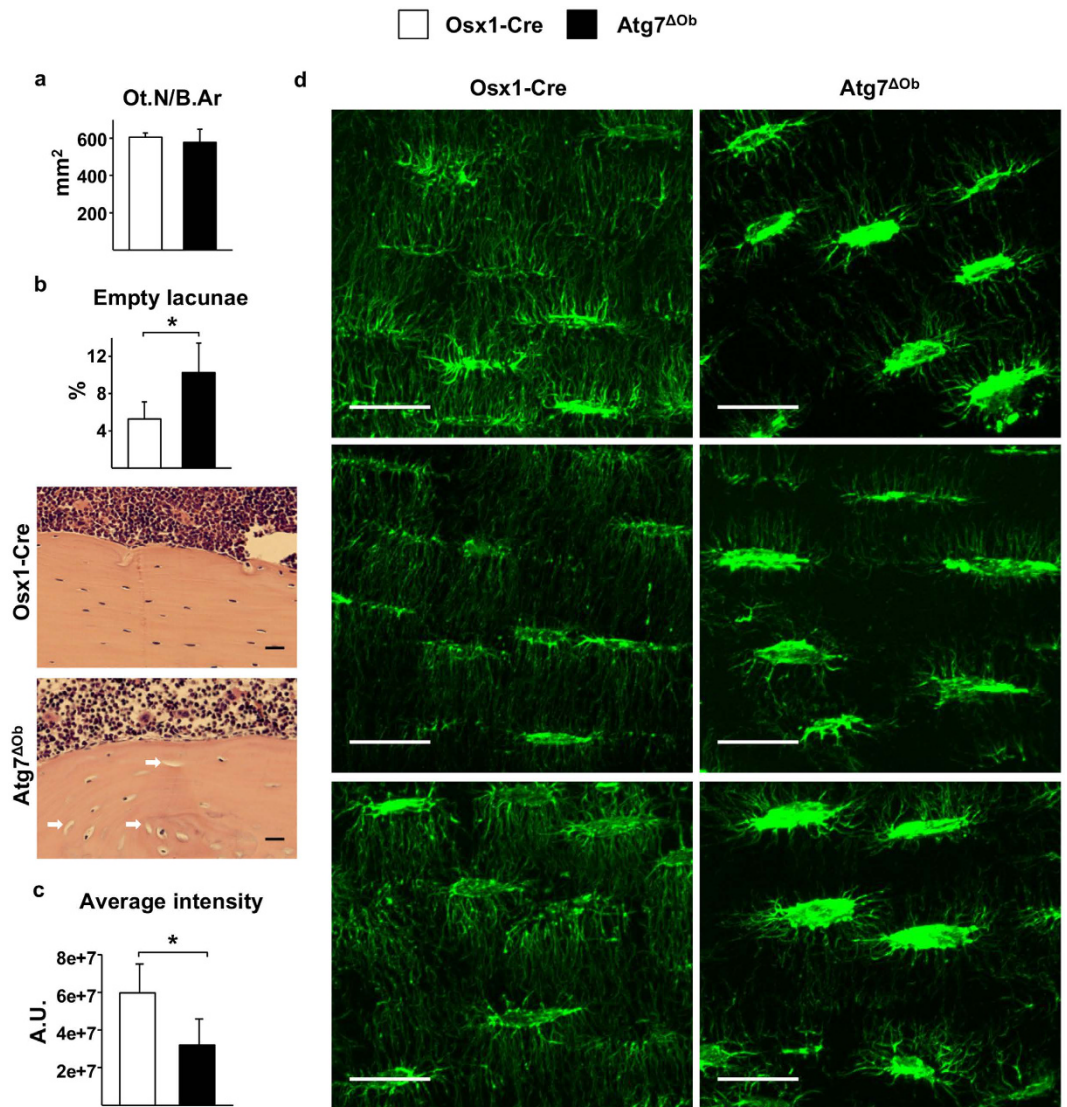 Osx1-Cre Atg7ΔOb
a
Ot.N/B.Ar
mm2
600
400
200
b
Empty lacunae
*
%
12
8
4
Osx1-Cre
Atg7ΔOb
c
Average intensity
*
A.U.
8e+7
6e+7
4e+7
2e+7
d
Osx1-Cre Atg7ΔOb